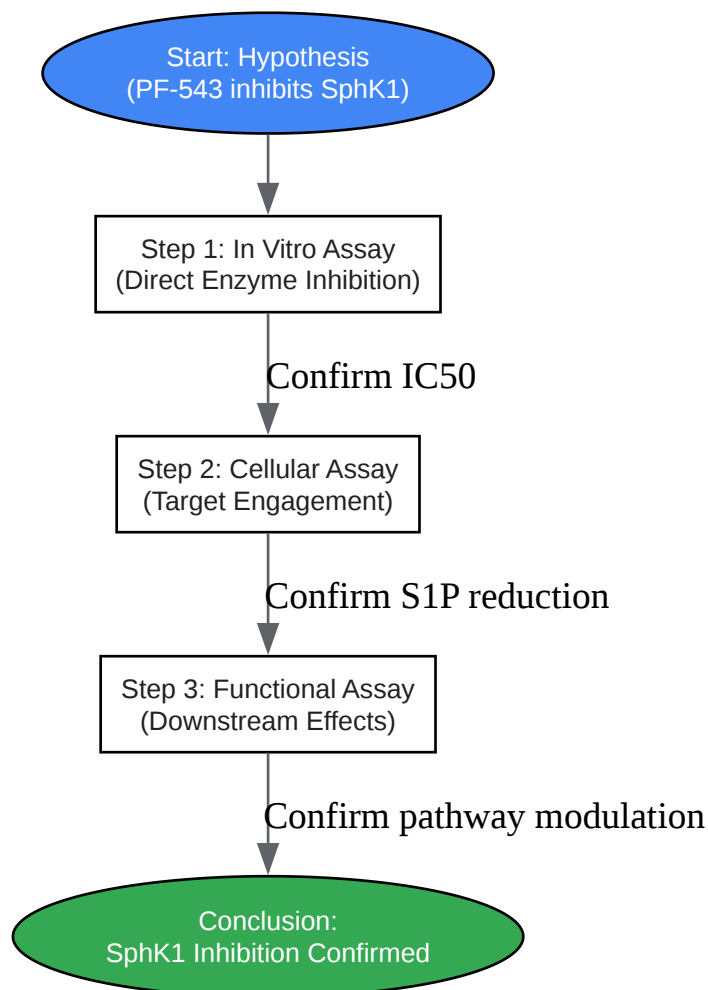 Start: Hypothesis
(PF-543 inhibits SphK1)
Step 1: In Vitro Assay
(Direct Enzyme Inhibition)
Confirm IC50
Step 2: Cellular Assay
(Target Engagement)
Confirm S1P reduction
Step 3: Functional Assay
(Downstream Effects)
Confirm pathway modulation
Conclusion:
SphK1 Inhibition Confirmed